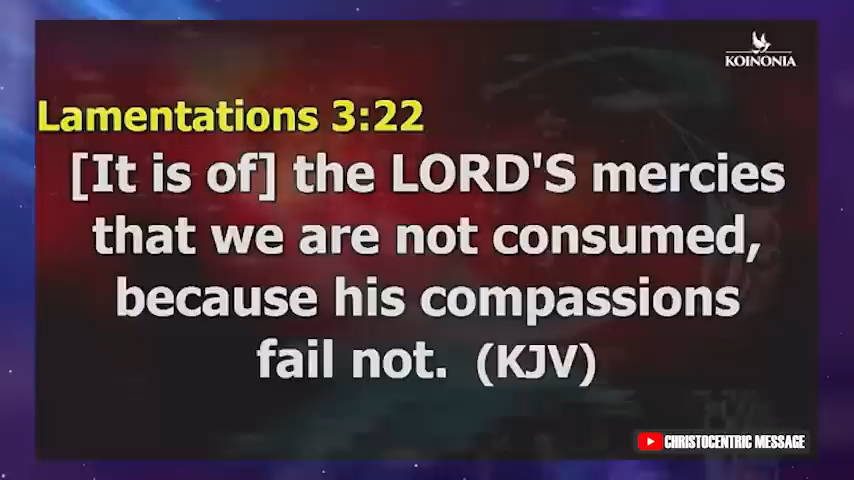 KOINONIA
Lamentations 3:22
[It is of] the LORD'S mercies
that we are not consumed,
because his compassions
fail not. (KJV)
CHRISTOCENTRIC MESSAGE